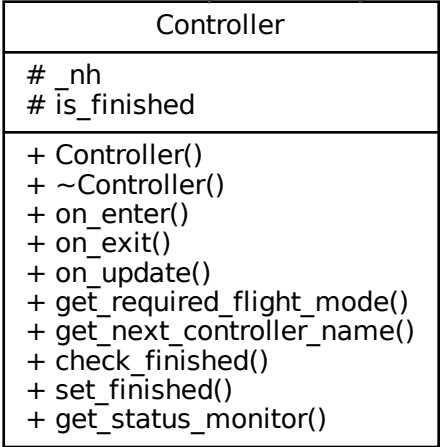 Controller
# _nh
# is_finished
+ Controller()
+ ~Controller()
+ on_enter()
+ on_exit()
+ on_update()
+ get_required_flight_mode()
+ get_next_controller_name()
+ check_finished()
+ set_finished()
+ get_status_monitor()